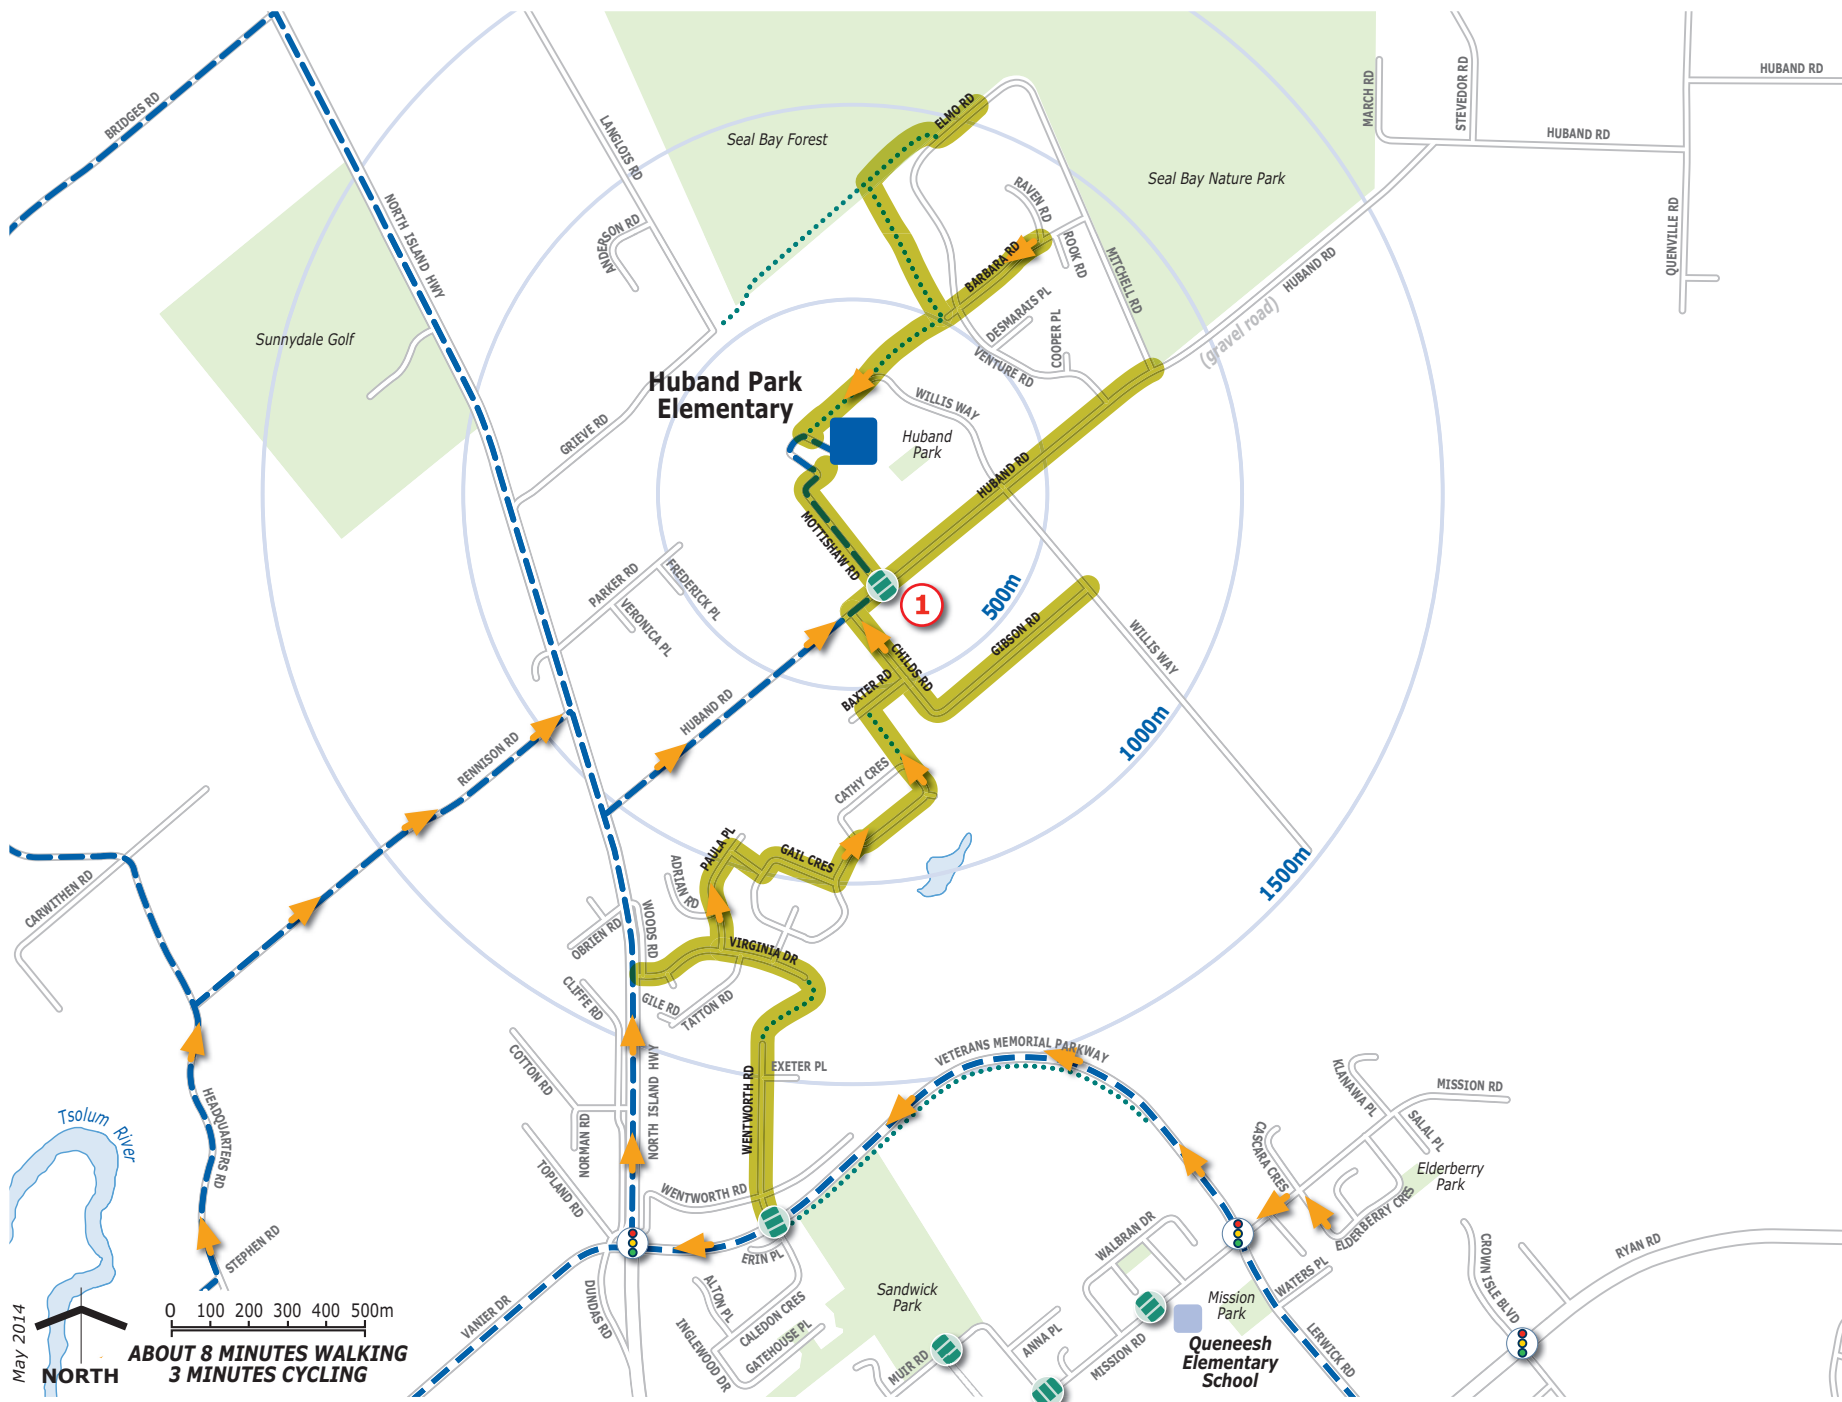 BRIDGES RD
NORTH ISLAND HWY
LANGLOIS RD
ANDERSON RD
Seal Bay Forest
ELMO RD
Seal Bay Nature Park
MARCH RD
STEVEDOR RD
HUBAND RD
HUBAND RD
QUENVILLE RD
RAVEN RD
ROOK RD
MITCHELL RD
BARBARA RD
DESMARAIS PL
COOPER PL
VENTURE RD
HUBAND RD
(gravel road)
Sunnydale Golf
Huband Park
Elementary
WILLIS WAY
Huband
Park
GRIEVE RD
HUBAND RD
MOTTISHAW RD
PARKER RD
FREDERICK PL
VERONICA PL
1
500m
GIBSON RD
WILLIS WAY
CHILDS RD
BAXTER RD
HUBAND RD
1000m
RENNISON RD
CATHY CRES
PAULA PL
GAIL CRES
ADRIAN RD
1500m
CARWITHEN RD
WOODS RD
OBRIEN RD
VIRGINIA DR
CLIFFE RD
GILE RD
TATTON RD
COTTON RD
NORTH ISLAND HWY
EXETER PL
VETERANS MEMORIAL PARKWAY
KLANAWA PL
MISSION RD
SALAL PL
Tsolum River
HEADQUARTERS RD
NORMAN RD
WENTWORTH RD
CASCARA CRES
Elderberry
Park
TOPLAND RD
WENTWORTH RD
ELDERBERRY CRES
STEPHEN RD
ERIN PL
WALBRAN DR
WATERS PL
CROWN ISLE BLVD
RYAN RD
VANIER DR
DUNDAS RD
ALTON PL
CALEDON CRES
INGLEWOOD DR
GATEHOUSE PL
Sandwick
Park
MUIR RD
ANNA PL
MISSION RD
Mission
Park
LERWICK RD
Queneesh
Elementary
School
May 2014
NORTH
0 100 200 300 400 500m
ABOUT 8 MINUTES WALKING
3 MINUTES CYCLING